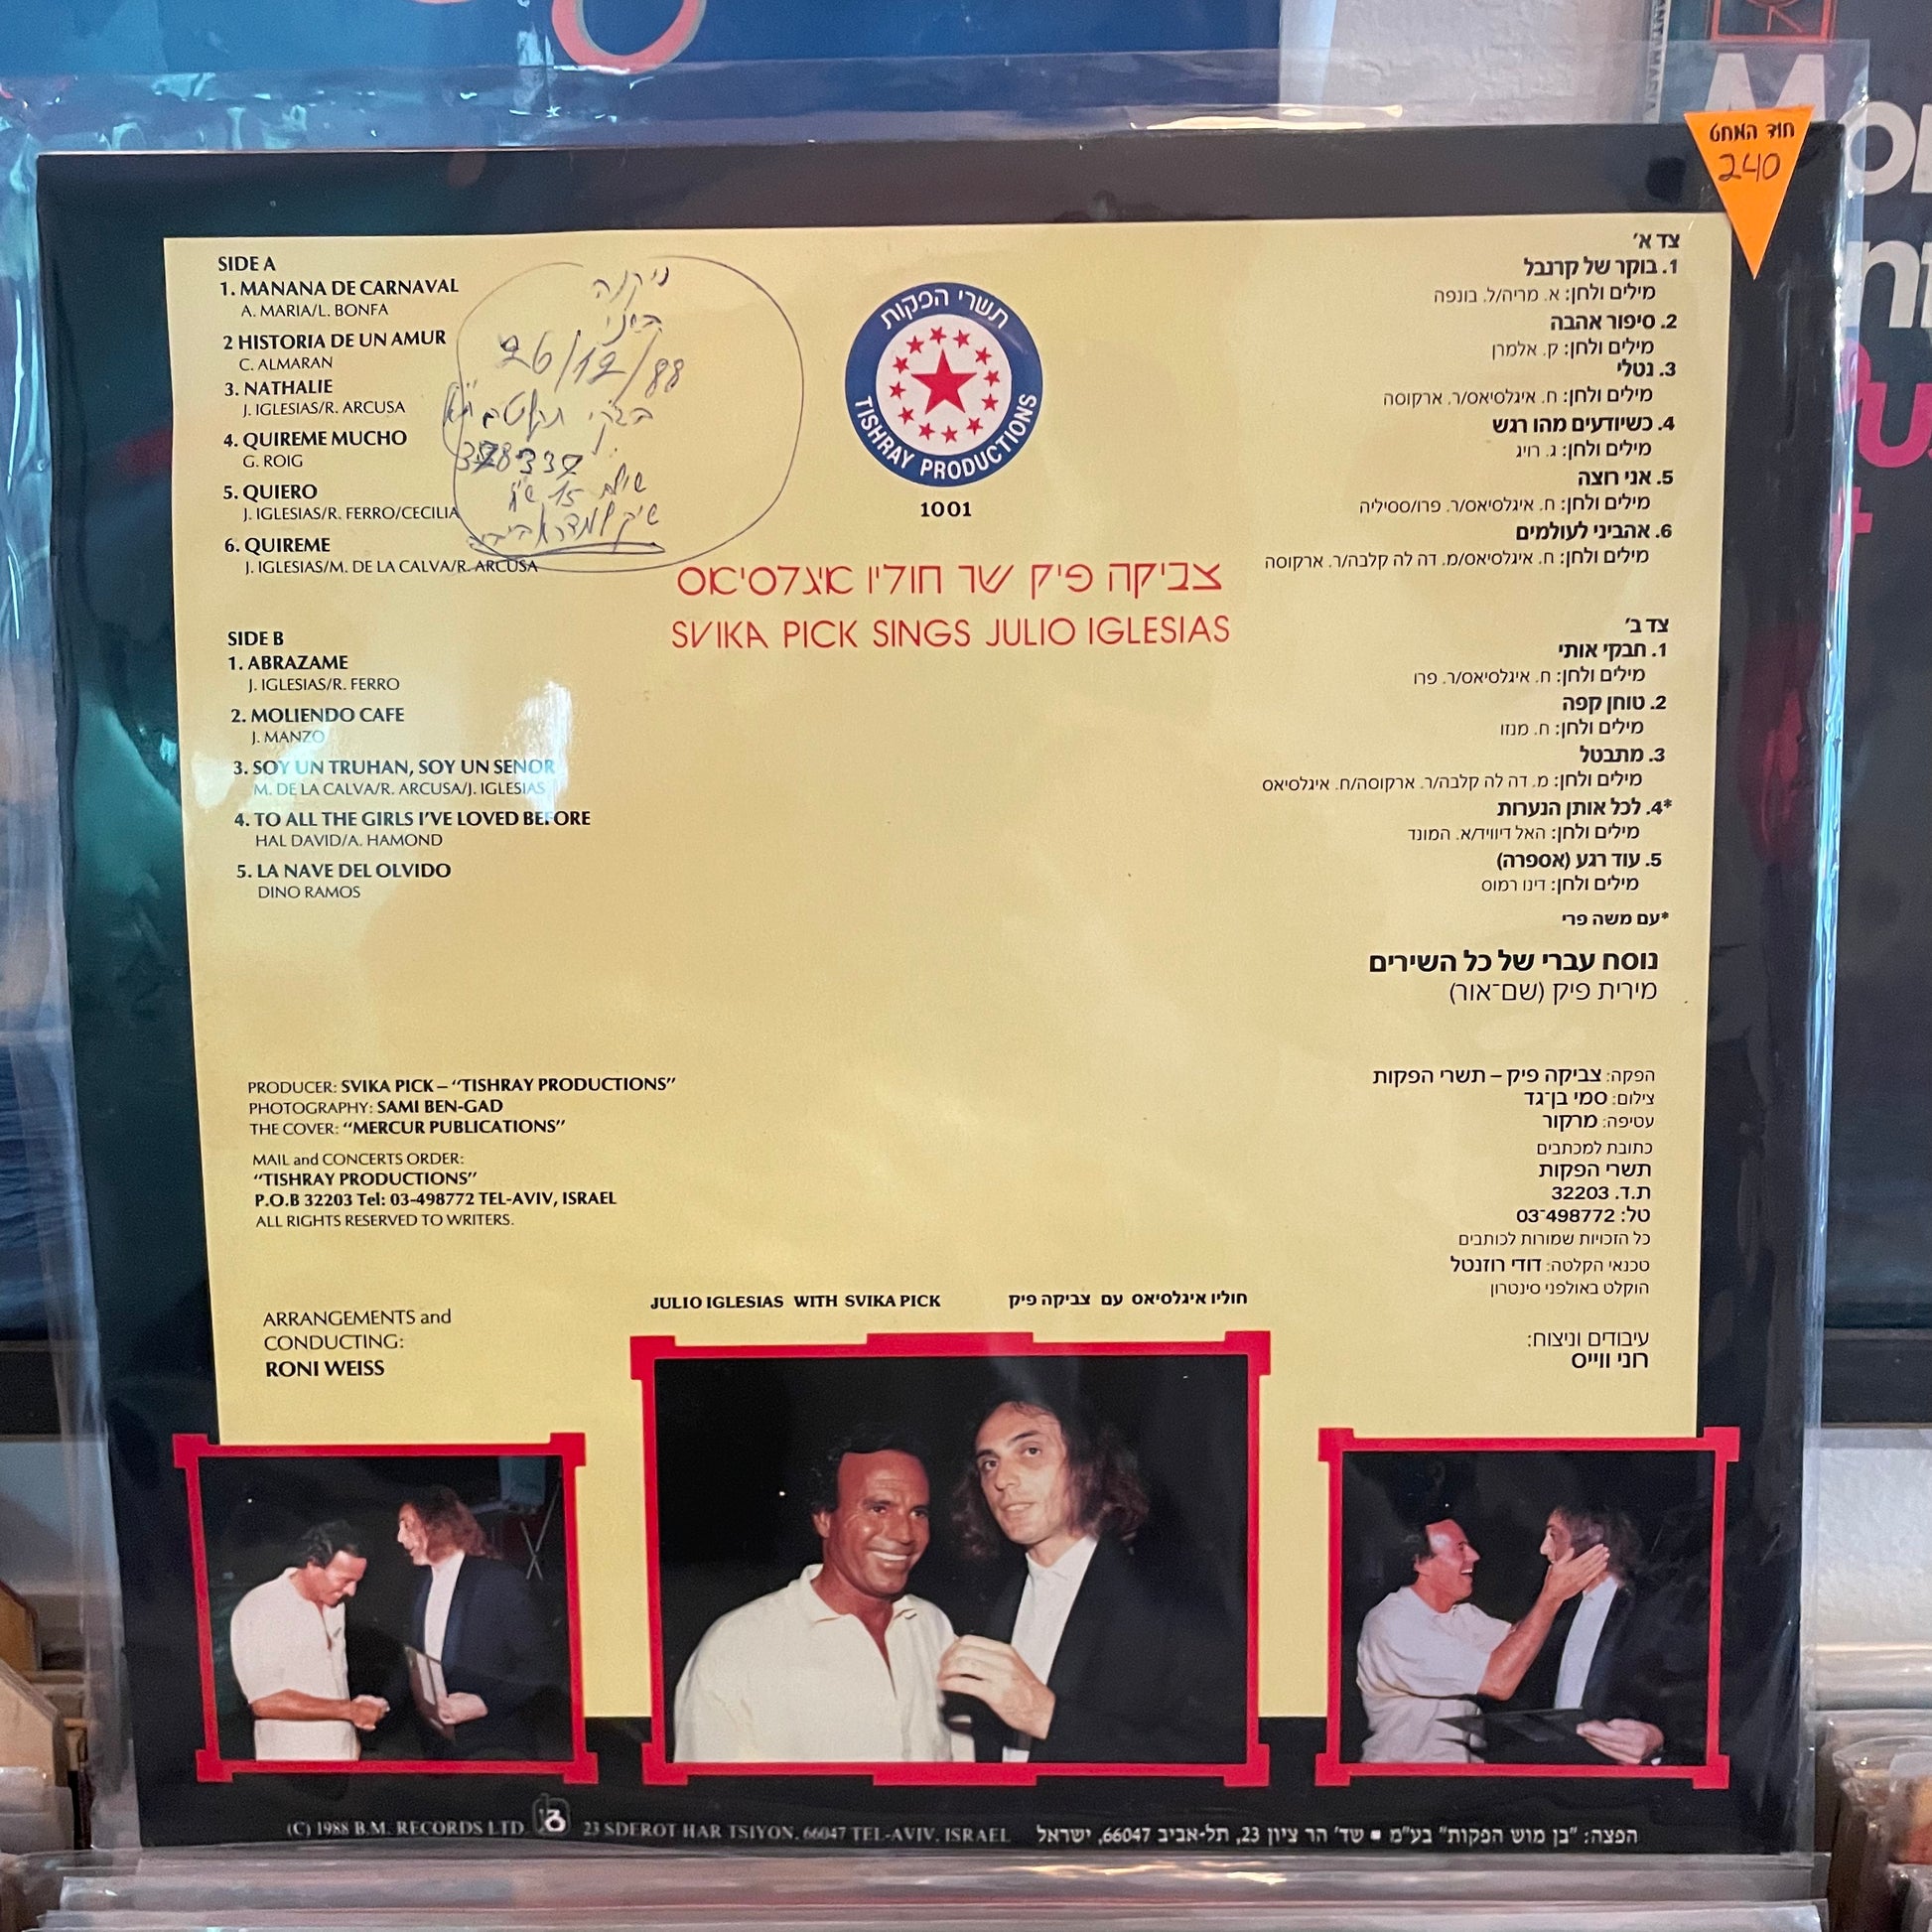 חוד המחט
240
SIDE A
1. MANANA DE CARNAVAL
A. MARIA/L. BONFA
2 HISTORIA DE UN AMUR
C. ALMARAN
3. NATHALIE
J. IGLESIAS/R. ARCUSA
4. QUIREME MUCHO
G. ROIG
5. QUIERO
J. IGLESIAS/R. FERRO/CECILIA
6. QUIREME
J. IGLESIAS/M. DE LA CALVA/R. ARCUSA
SIDE B
1. ABRAZAME
J. IGLESIAS/R. FERRO
2. MOLIENDO CAFE
J. MANZO
3. SOY UN TRUHAN, SOY UN SENOR
M. DE LA CALVA/R. ARCUSA/J. IGLESIAS
4. TO ALL THE GIRLS I'VE LOVED BEFORE
HAL DAVID/A. HAMOND
5. LA NAVE DEL OLVIDO
DINO RAMOS
PRODUCER: SVIKA PICK – "TISHRAY PRODUCTIONS"
PHOTOGRAPHY: SAMI BEN-GAD
THE COVER: "MERCUR PUBLICATIONS"
MAIL and CONCERTS ORDER:
"TISHRAY PRODUCTIONS"
P.O.B 32203 Tel: 03-498772 TEL-AVIV, ISRAEL
ALL RIGHTS RESERVED TO WRITERS.
ARRANGEMENTS and
CONDUCTING:
RONI WEISS
26/12/88
תשרי הפקות
TISHRAY PRODUCTIONS
1001
צביקה פיק שר חוליו איגלסיאס
SVIKA PICK SINGS JULIO IGLESIAS
צד א׳
1. בוקר של קרנבל
מילים ולחן: א. מריה/ל. בונפה
2. סיפור אהבה
מילים ולחן: ק. אלמרן
3. נטלי
מילים ולחן: ח. איגלסיאס/ר. ארקוסה
4. כשיודעים מהו רגש
מילים ולחן: ג. רויג
5. אני רוצה
מילים ולחן: ח. איגלסיאס/ר. פרו/ססיליה
6. אהביני לעולמים
מילים ולחן: ח. איגלסיאס/מ. דה לה קלבה/ר. ארקוסה
צד ב׳
1. חבקי אותי
מילים ולחן: ח. איגלסיאס/ר. פרו
2. טוחן קפה
מילים ולחן: ח. מנזו
3. מתבטל
מילים ולחן: מ. דה לה קלבה/ר. ארקוסה/ח. איגלסיאס
*4. לכל אותן הנערות
מילים ולחן: האל דיוויד/א. המונד
5. עוד רגע (אספרה)
מילים ולחן: דינו רמוס
*עם משה פרי
נוסח עברי של כל השירים
מירית פיק (שם־אור)
הפקה: צביקה פיק – תשרי הפקות
צילום: סמי בן־גד
עטיפה: מרקור
כתובת למכתבים
תשרי הפקות
ת.ד. 32203
טל: 03-498772
כל הזכויות שמורות לכותבים
טכנאי הקלטה: דודי רוזנטל
הוקלט באולפני סינטרון
עיבודים וניצוח:
רוני ווייס
JULIO IGLESIAS WITH SVIKA PICK
חוליו איגלסיאס עם צביקה פיק
(C) 1988 B.M. RECORDS LTD. 23 SDEROT HAR TSIYON. 66047 TEL-AVIV. ISRAEL
הפצה: "בן מוש הפקות" בע"מ ▪ שד׳ הר ציון 23, תל-אביב 66047, ישראל